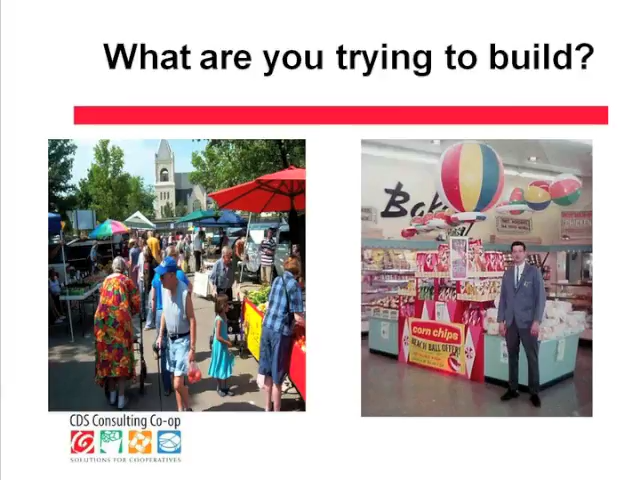 What are you trying to build?
corn chips
BEACH BALL OFFER!
CDS Consulting Co-op
SOLUTIONS FOR COOPERATIVES